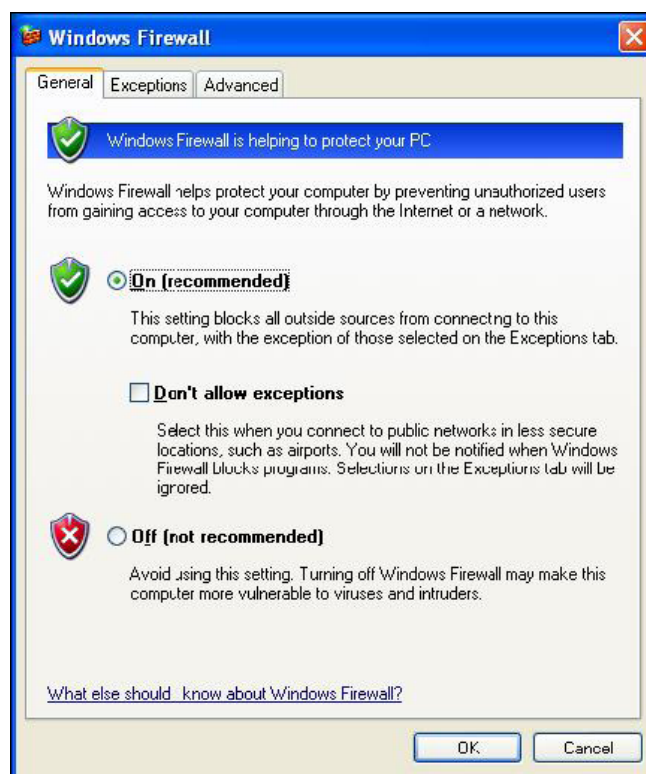 Windows Firewall
General Exceptions Advanced
Windows Firewall is helping to protect your PC
Windows Firewall helps protect your computer by preventing unauthorized users
from gaining access to your computer through the Internet or a network.
On (recommended)
This setting blocks all outside sources from connecting to this
computer, with the exception of those selected on the Exceptions tab.
Don't allow exceptions
Select this when you connect to public networks in less secure
locations, such as airports. You will not be notified when Windows
Firewall blocks programs. Selections on the Exceptions tab will be
ignored.
Off (not recommended)
Avoid using this setting. Turning off Windows Firewall may make this
computer more vulnerable to viruses and intruders.
What else should know about Windows Firewall?
OK Cancel